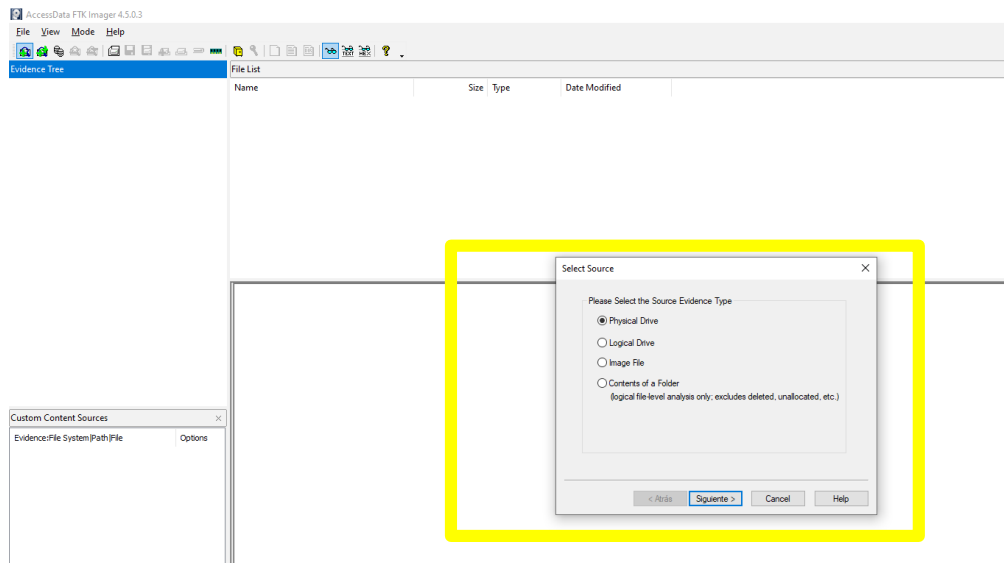 AccessData FTK Imager 4.5.0.3
File View Mode Help
Evidence Tree
File List
Name Size Type Date Modified
Select Source
Please Select the Source Evidence Type
Physical Drive
Logical Drive
Image File
Contents of a Folder
(logical file-level analysis only; excludes deleted, unallocated, etc.)
< Atrás Siguiente > Cancel Help
Custom Content Sources
Evidence:File System|Path|File Options